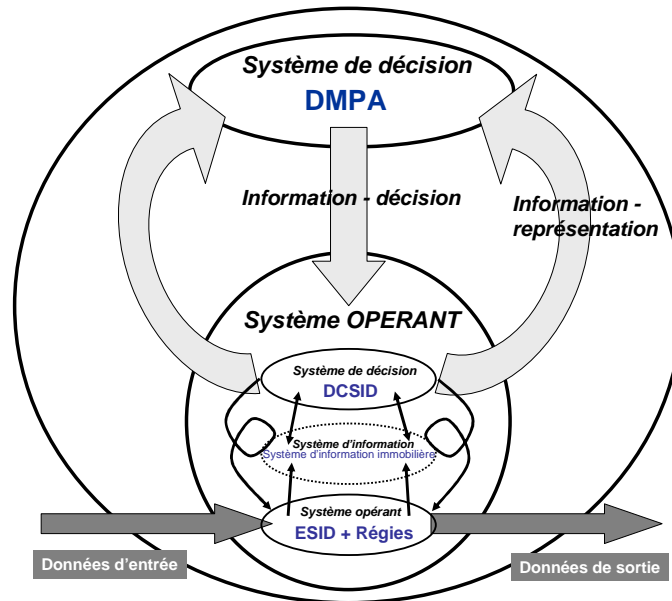 Système de décision
DMPA
Information - décision
Information -
représentation
Système OPERANT
Système de décision
DCSID
Système d'information
Système d'information immobilière
Système opérant
ESID + Régies
Données d'entrée
Données de sortie